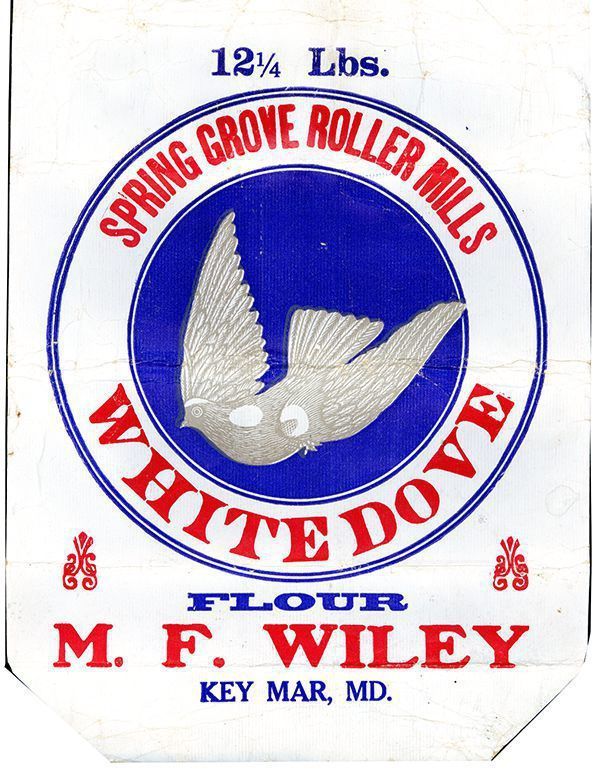 12¼ Lbs.
SPRING GROVE ROLLER MILLS
WHITE DOVE
FLOUR
M. F. WILEY
KEY MAR, MD.